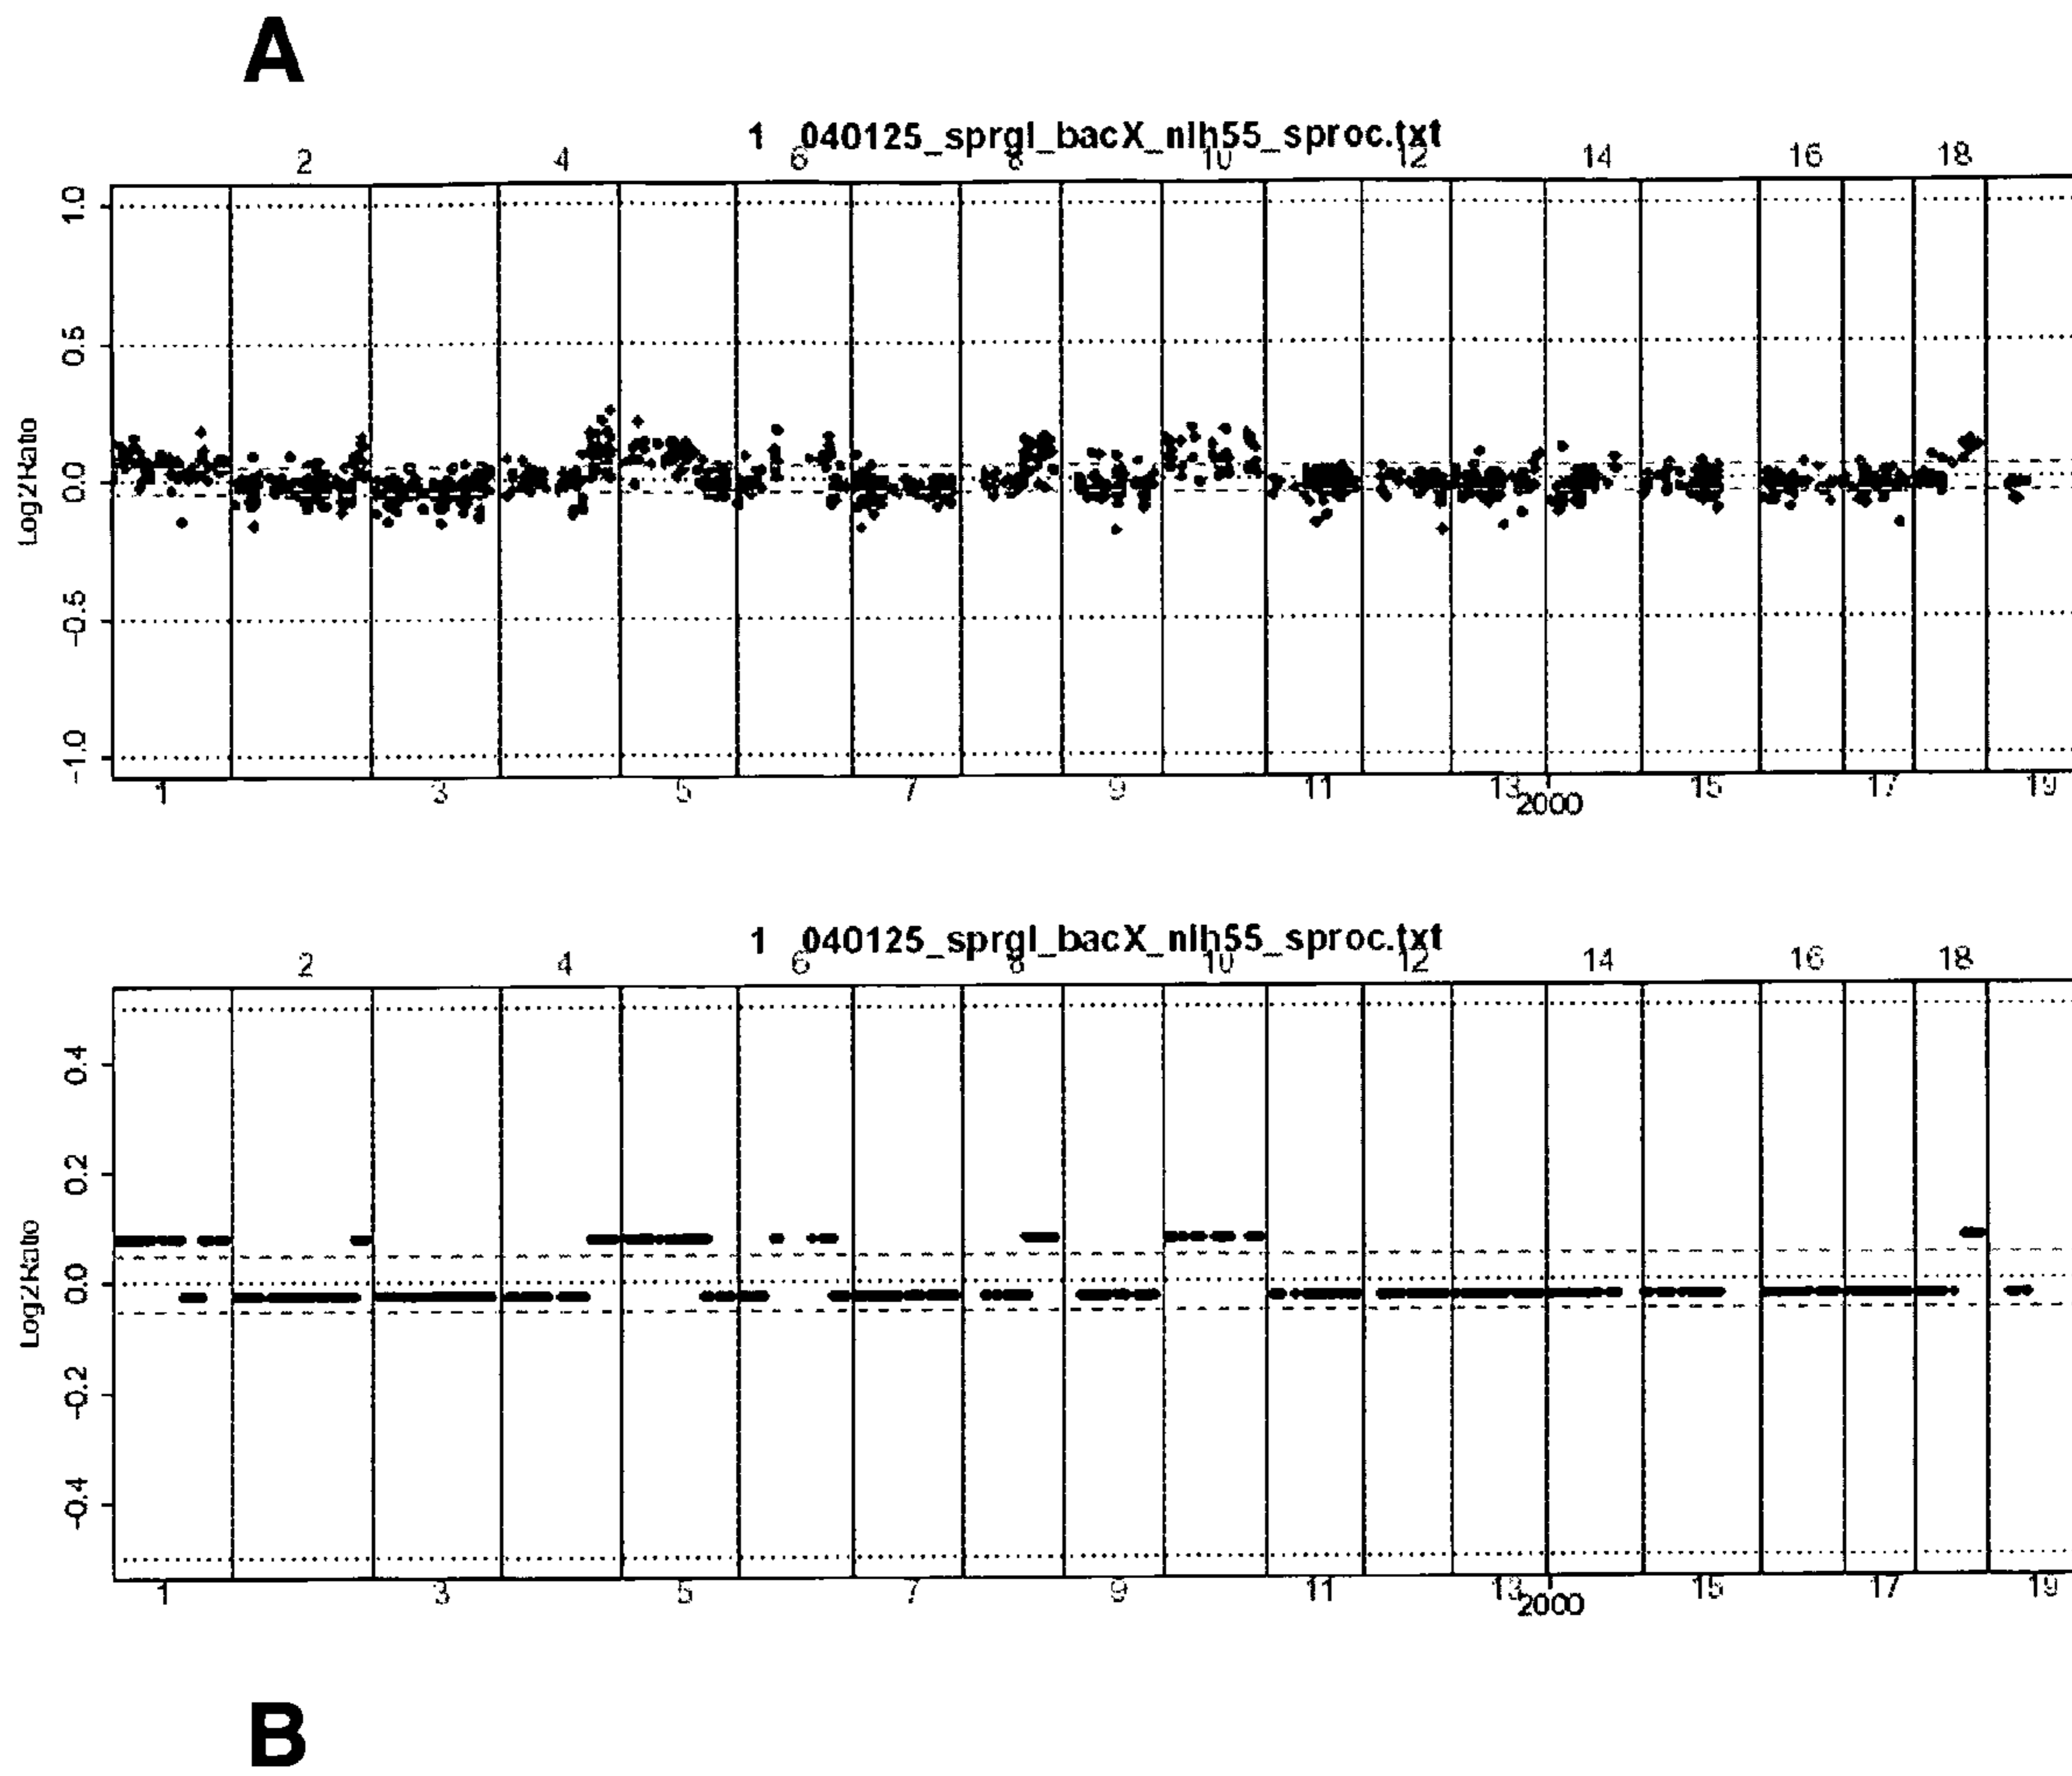 A
1 040125_sprgl_bacX_nlh55_sproc.txt
2 4 6 8 10 12 14 16 18
1.0
0.5
0.0
-0.5
-1.0
Log2Ratio
1 3 5 7 9 11 13 15 17 19
2000
1 040125_sprgl_bacX_nlh55_sproc.txt
2 4 6 8 10 12 14 16 18
0.4
0.2
0.0
-0.2
-0.4
Log2Ratio
1 3 5 7 9 11 13 15 17 19
2000
B